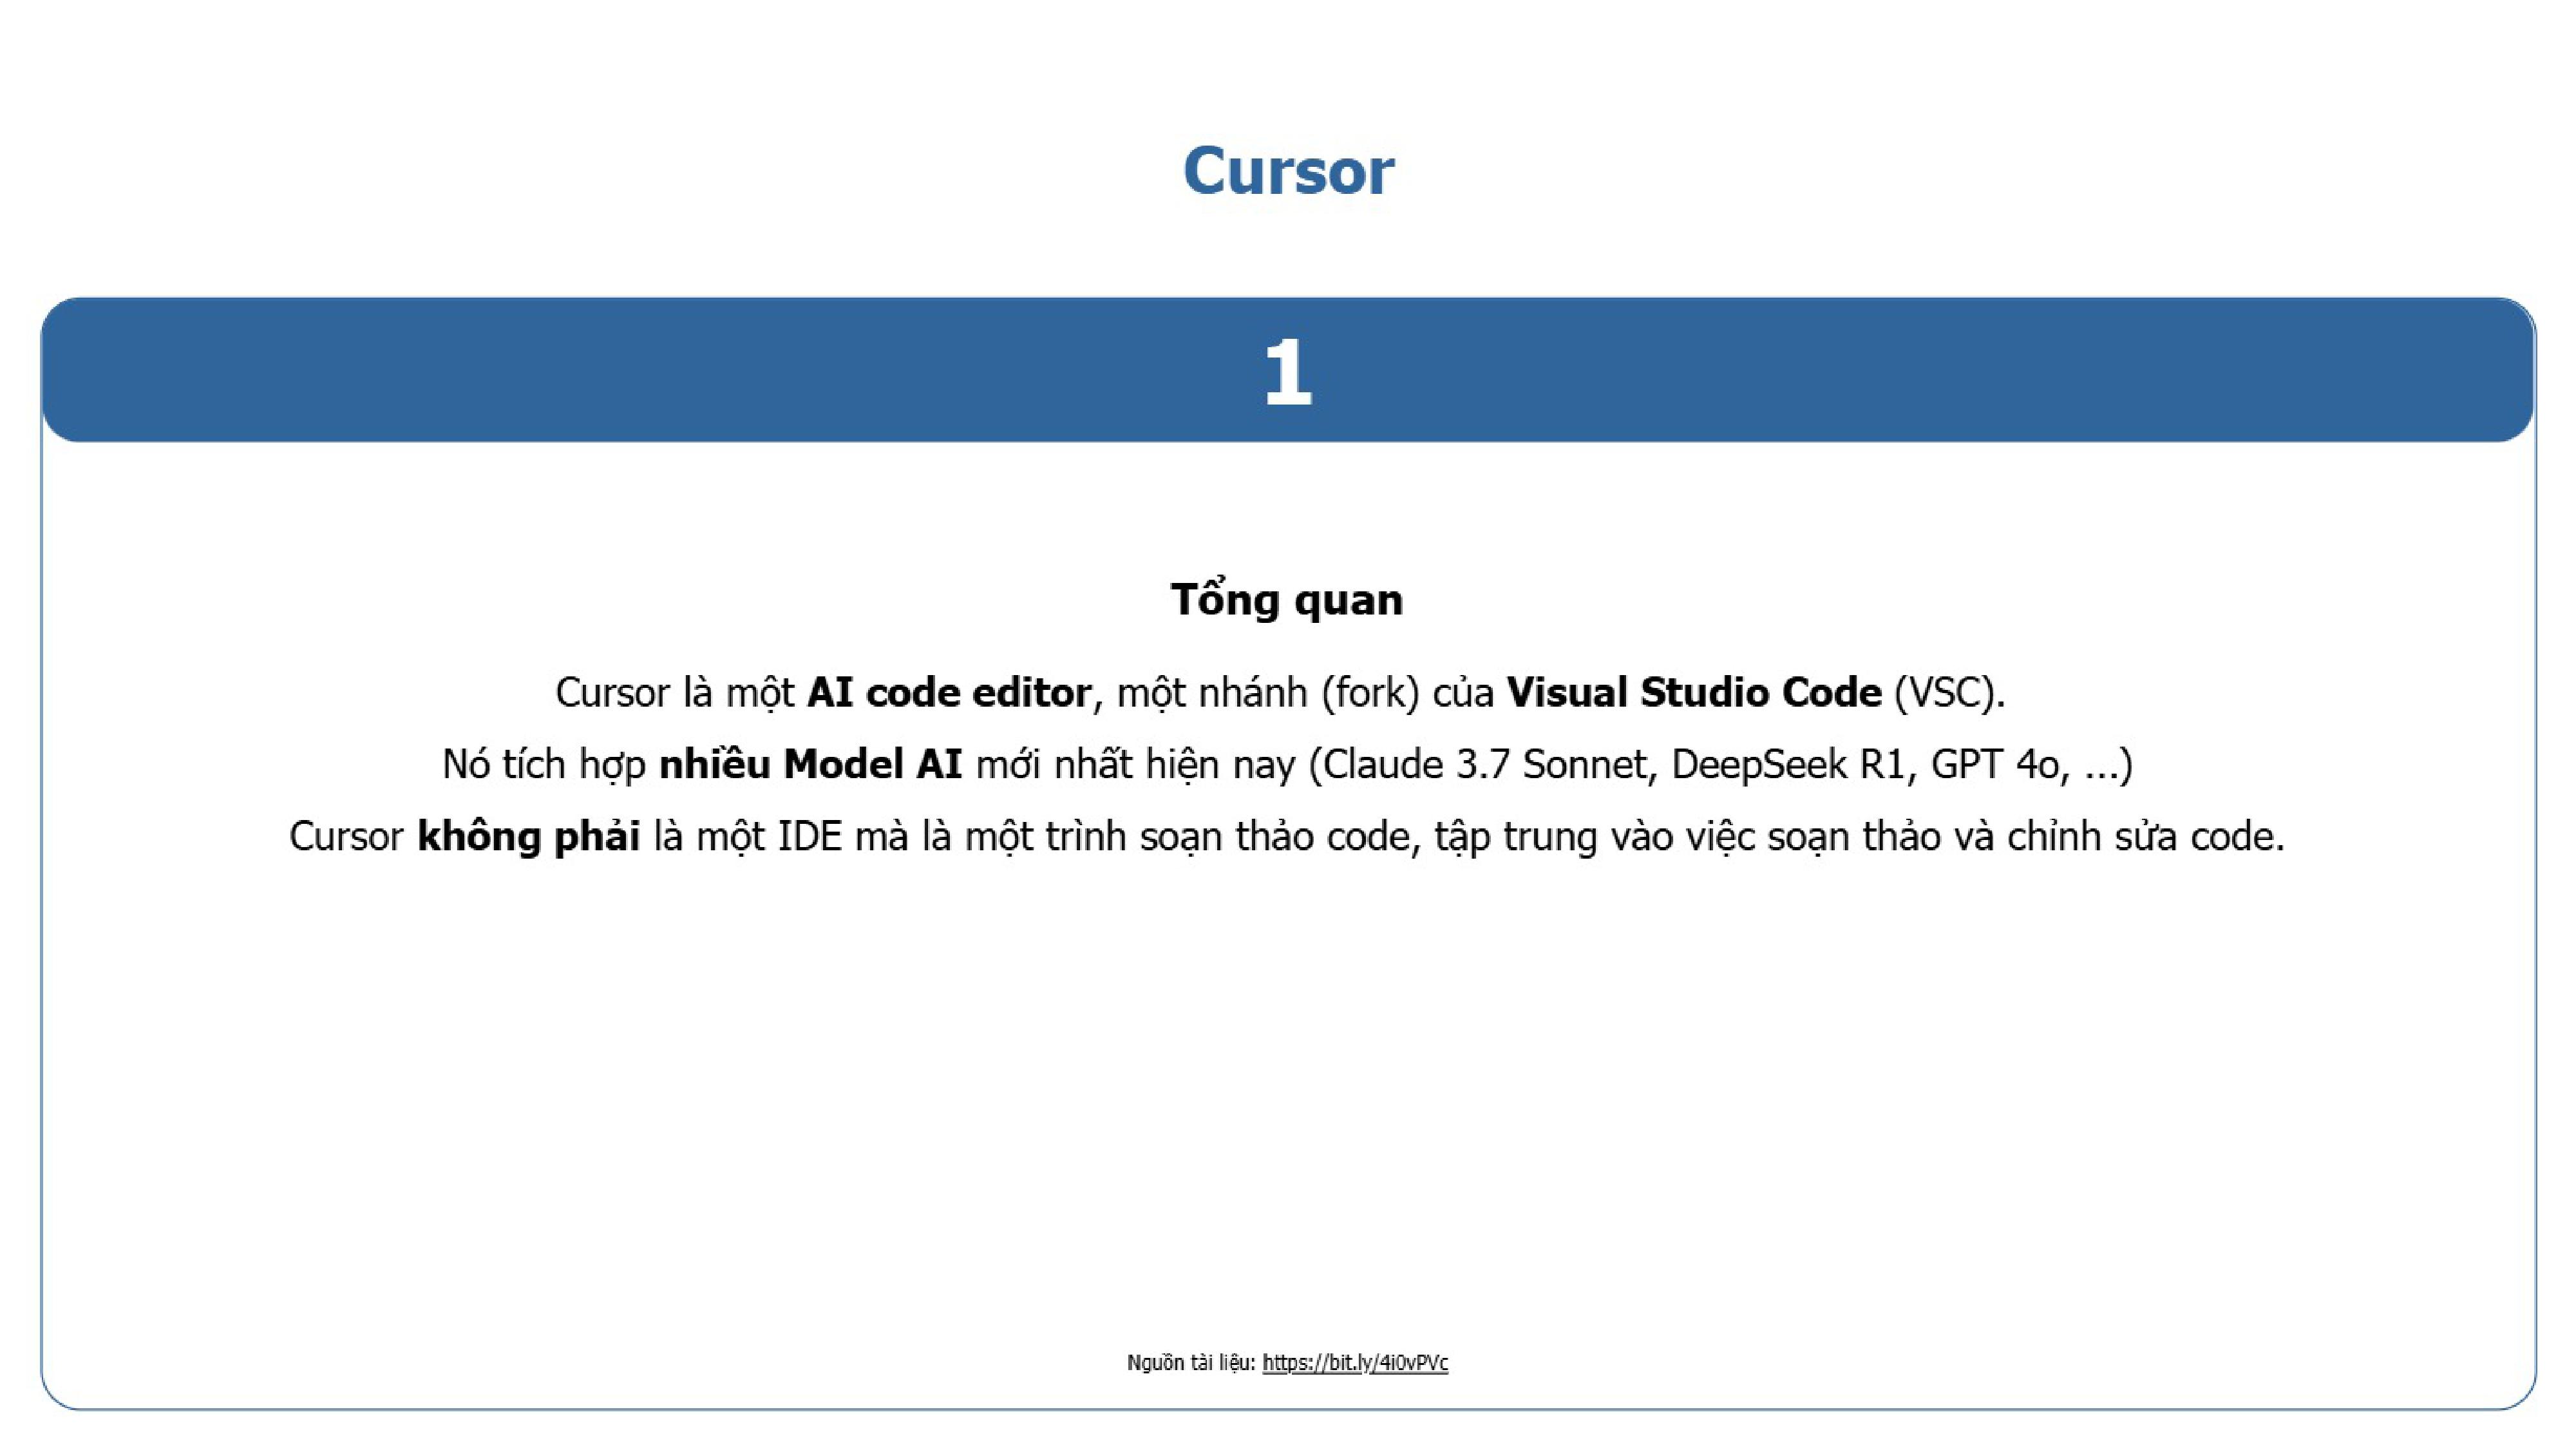 Cursor
1
Tổng quan
Cursor là một AI code editor, một nhánh (fork) của Visual Studio Code (VSC).
Nó tích hợp nhiều Model AI mới nhất hiện nay (Claude 3.7 Sonnet, DeepSeek R1, GPT 4o, ...)
Cursor không phải là một IDE mà là một trình soạn thảo code, tập trung vào việc soạn thảo và chỉnh sửa code.
Nguồn tài liệu: https://bit.ly/4i0vPVc